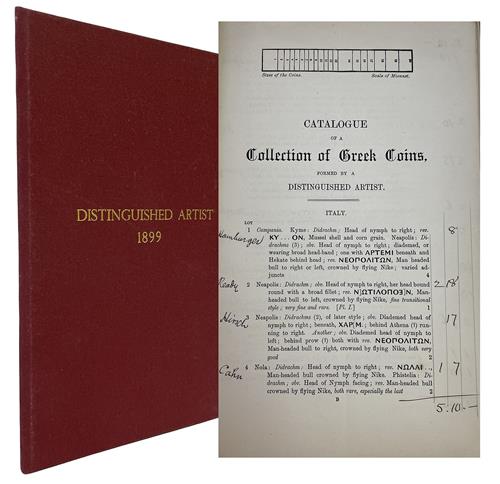 DISTINGUISHED ARTIST
1899
Size of the Coins. Scale of Mionnet.
CATALOGUE
OF A
Collection of Greek Coins,
FORMED BY A
DISTINGUISHED ARTIST.
ITALY.
LOT
1 Campania. Kyme: Didrachm; Head of nymph to right; rev.
KY . . . ON, Mussel shell and corn grain. Neapolis: Di-
drachms (3); obv. Head of nymph to right; diademed, or
wearing broad head-band; one with ΑΡΤΕΜΙ beneath and
Hekate behind head; rev. ΝΕΟΠΟΛΙΤΩΝ, Man headed
bull to right or left, crowned by flying Nike; varied ad-
juncts 4
Hamburger 8
2 Neapolis: Didrachm; obv. Head of nymph to right, her head bound
round with a broad fillet; rev. Man-
headed bull to left, crowned by flying Nike, fine transitional
style; very fine and rare. [Pl. I.] 1
Ready 2 18
3 Neapolis: Didrachms (2), of later style; obv. Diademed head of
nymph to right; beneath, ΧΑΡΙ; behind Athena (?) run-
ning to right. Another; obv. Diademed head of nymph to
left; behind prow (?) both with rev. ΝΕΟΠΟΛΙΤΩΝ,
Man-headed bull to right, crowned by flying Nike, both very
good 2
Hirsch 17
4 Nola: Didrachm; Head of nymph to right; rev. ΝΩΛΑΙ . .,
Man-headed bull crowned by flying Nike. Phistelia: Di-
drachm; obv. Head of Nymph facing; rev. Man-headed bull
crowned by flying Nike, both rare, especially the last 2
Cahn 1 7
B
5.10.—